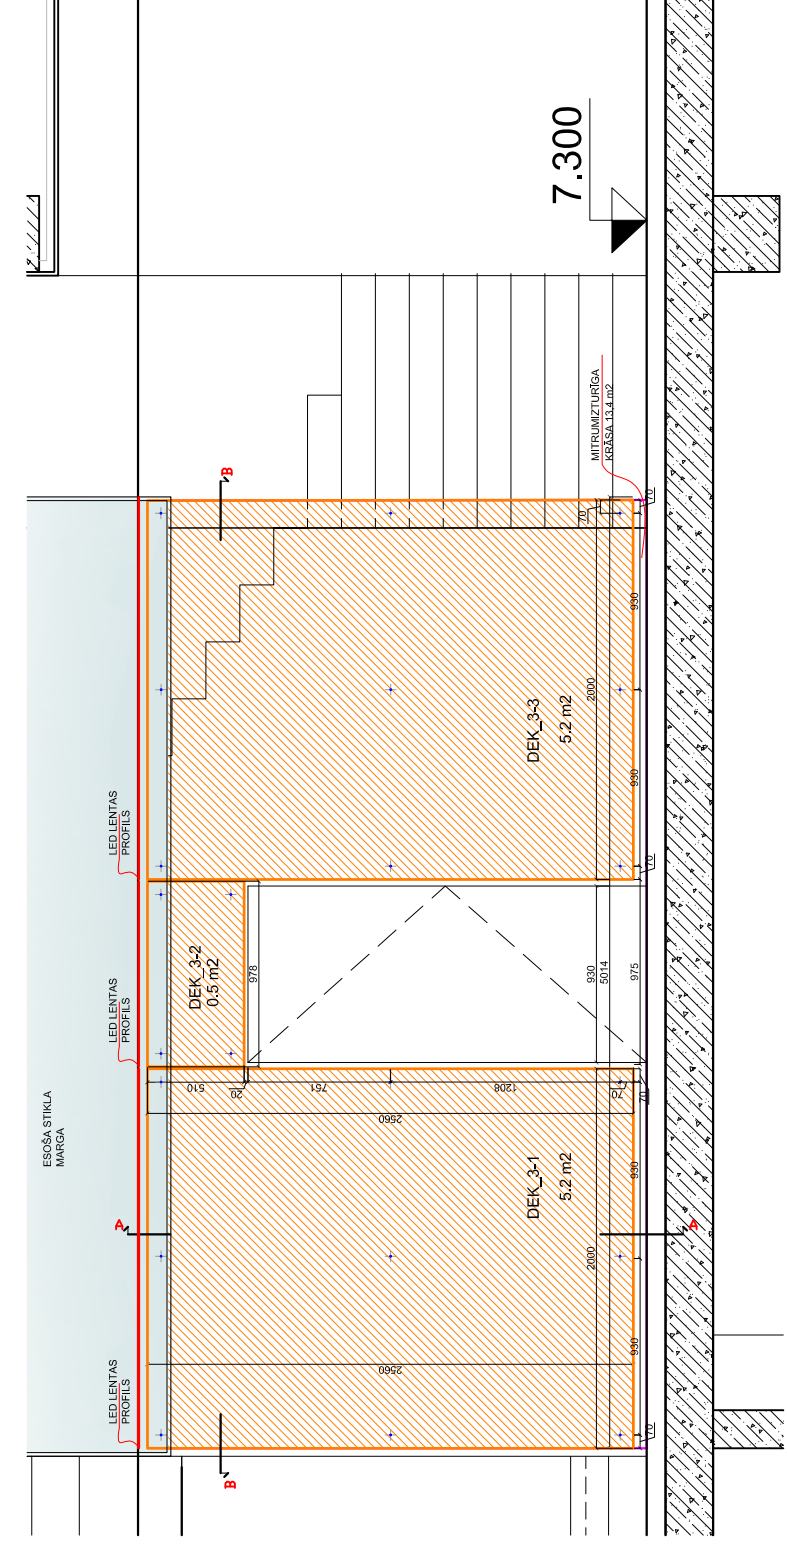 7.300
MITRUMIZTURĪGA
KRĀSA 13,4 m2
B
70
70
930
2000
DEK_3-3
5.2 m2
930
70
LED LENTAS
PROFILS
DEK_3-2
0.5 m2
978
930
5014
975
LED LENTAS
PROFILS
510
20
751
1208
70
70
2560
ESOŠA STIKLA
MARGA
DEK_3-1
5.2 m2
930
A
A
2000
930
2560
LED LENTAS
PROFILS
70
B